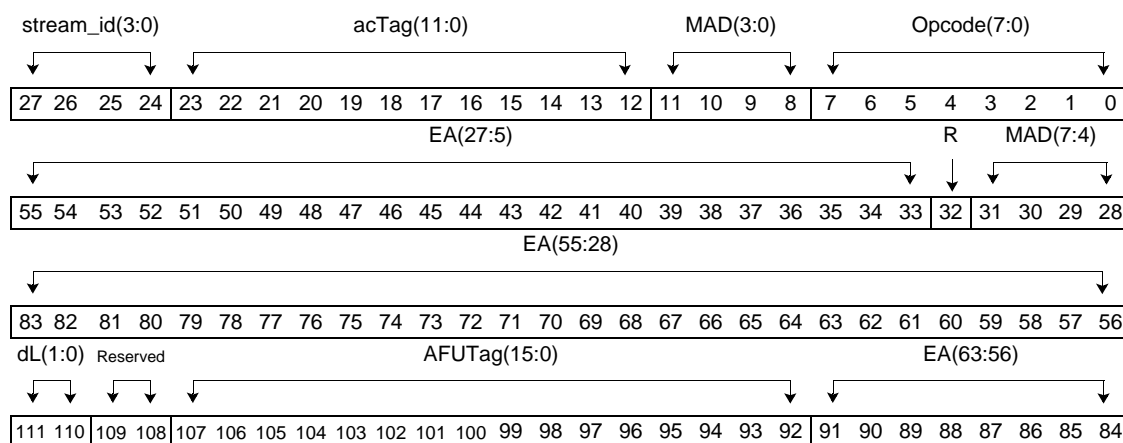 stream_id(3:0) acTag(11:0) MAD(3:0) Opcode(7:0)
27 26 25 24 23 22 21 20 19 18 17 16 15 14 13 12 11 10 9 8 7 6 5 4 3 2 1 0
EA(27:5) R MAD(7:4)
55 54 53 52 51 50 49 48 47 46 45 44 43 42 41 40 39 38 37 36 35 34 33 32 31 30 29 28
EA(55:28)
83 82 81 80 79 78 77 76 75 74 73 72 71 70 69 68 67 66 65 64 63 62 61 60 59 58 57 56
dL(1:0) Reserved AFUTag(15:0) EA(63:56)
111 110 109 108 107 106 105 104 103 102 101 100 99 98 97 96 95 94 93 92 91 90 89 88 87 86 85 84